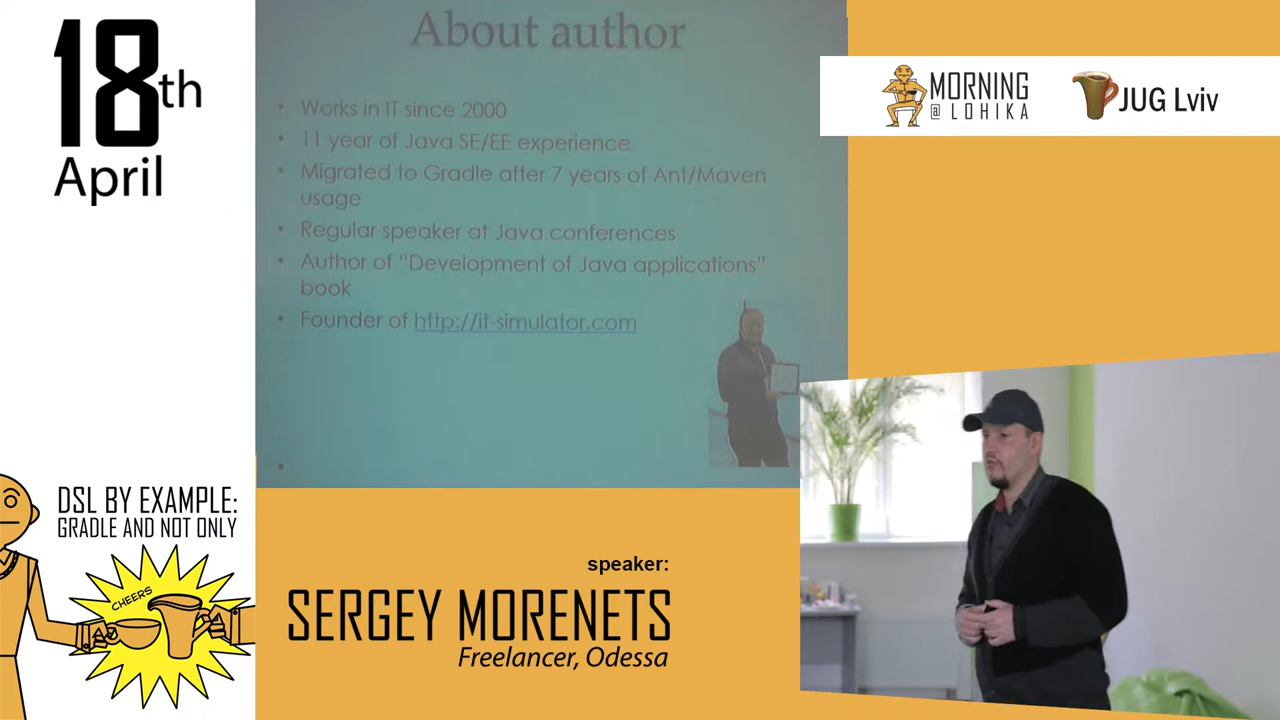 18th
April
About author
• Works in IT since 2000
• 11 year of Java SE/EE experience
• Migrated to Gradle after 7 years of Ant/Maven
usage
• Regular speaker at Java conferences
• Author of “Development of Java applications”
book
• Founder of http://it-simulator.com
•
MORNING
@LOHIKA
JUG Lviv
DSL BY EXAMPLE:
GRADLE AND NOT ONLY
CHEERS
speaker:
SERGEY MORENETS
Freelancer, Odessa